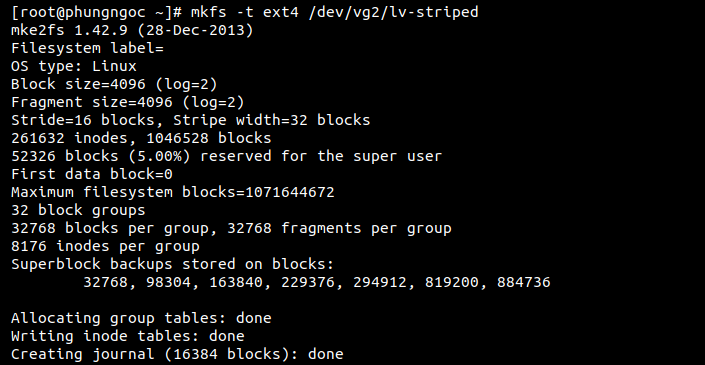 [root@phungngoc ~]# mkfs -t ext4 /dev/vg2/lv-striped
mke2fs 1.42.9 (28-Dec-2013)
Filesystem label=
OS type: Linux
Block size=4096 (log=2)
Fragment size=4096 (log=2)
Stride=16 blocks, Stripe width=32 blocks
261632 inodes, 1046528 blocks
52326 blocks (5.00%) reserved for the super user
First data block=0
Maximum filesystem blocks=1071644672
32 block groups
32768 blocks per group, 32768 fragments per group
8176 inodes per group
Superblock backups stored on blocks:
32768, 98304, 163840, 229376, 294912, 819200, 884736
Allocating group tables: done
Writing inode tables: done
Creating journal (16384 blocks): done